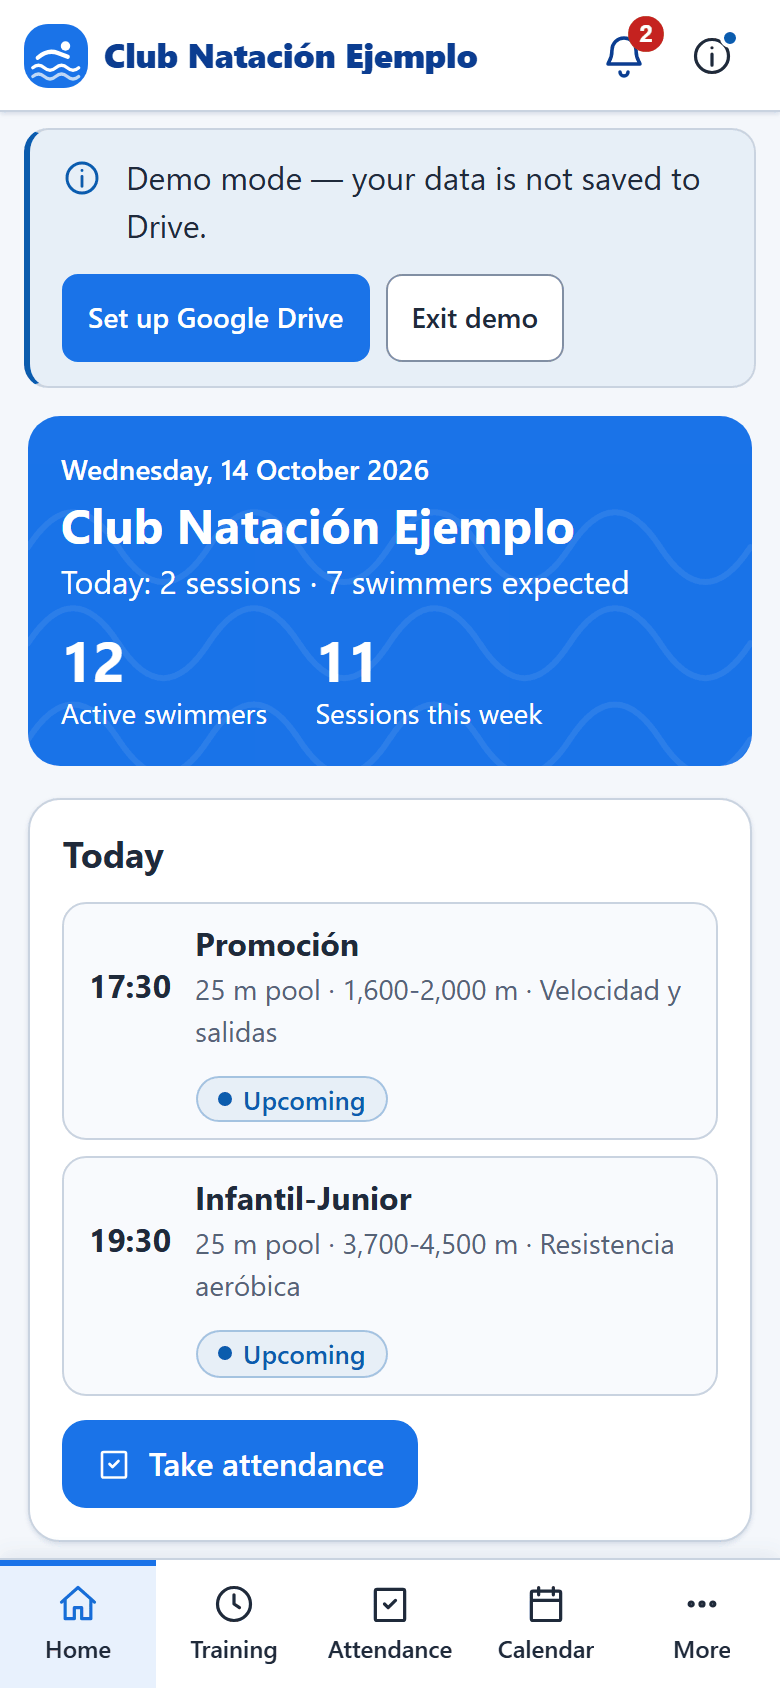 Club Natación Ejemplo
2
Demo mode — your data is not saved to
Drive.
Set up Google Drive
Exit demo
Wednesday, 14 October 2026
Club Natación Ejemplo
Today: 2 sessions · 7 swimmers expected
12
Active swimmers
11
Sessions this week
Today
17:30
Promoción
25 m pool · 1,600-2,000 m · Velocidad y
salidas
Upcoming
19:30
Infantil-Junior
25 m pool · 3,700-4,500 m · Resistencia
aeróbica
Upcoming
Take attendance
Home
Training
Attendance
Calendar
More